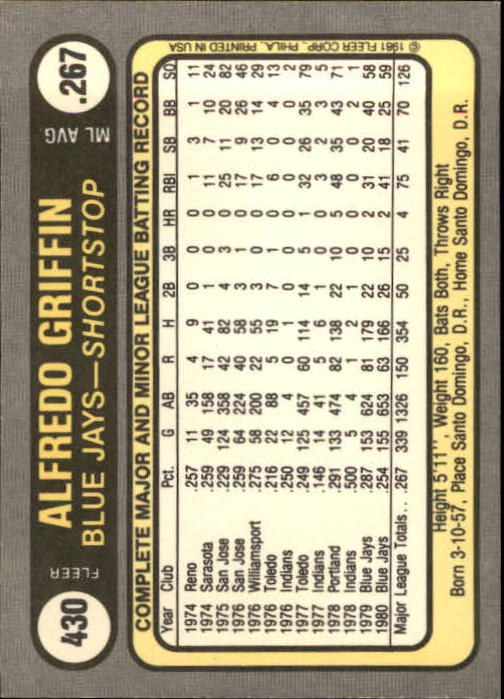 430
FLEER
ALFREDO GRIFFIN
BLUE JAYS—SHORTSTOP
ML AVG.
.267
COMPLETE MAJOR AND MINOR LEAGUE BATTING RECORD
Year Club Pct. G AB R H 2B 3B HR RBI SB BB SO
1974 Reno .257 11 35 4 9 0 0 0 1 3 1 11
1974 Sarasota .259 49 158 17 41 1 0 0 11 7 10 24
1975 San Jose .229 124 358 42 82 4 3 0 25 11 20 82
1976 San Jose .259 64 224 40 58 3 1 0 17 9 26 46
1976 Williamsport .275 58 200 22 55 3 0 0 17 13 14 29
1976 Toledo .216 22 88 5 19 7 1 0 6 0 4 13
1976 Indians .250 12 4 0 1 0 0 0 0 0 0 2
1977 Toledo .249 125 457 60 114 14 5 1 32 26 35 79
1977 Indians .146 14 41 5 6 1 0 0 3 2 3 5
1978 Portland .291 133 474 82 138 22 10 5 48 35 43 71
1978 Indians .500 5 4 1 2 1 0 0 0 0 2 1
1979 Blue Jays .287 153 624 81 179 22 10 2 31 20 40 58
1980 Blue Jays .254 155 653 63 166 26 15 2 41 18 25 59
Major League Totals... .267 339 1326 150 354 50 25 4 75 41 70 126
Height 5'11", Weight 160, Bats Both, Throws Right
Born 3-10-57, Place Santo Domingo, D.R., Home Santo Domingo, D.R.
© 1981 FLEER CORP., PHILA., PRINTED IN USA